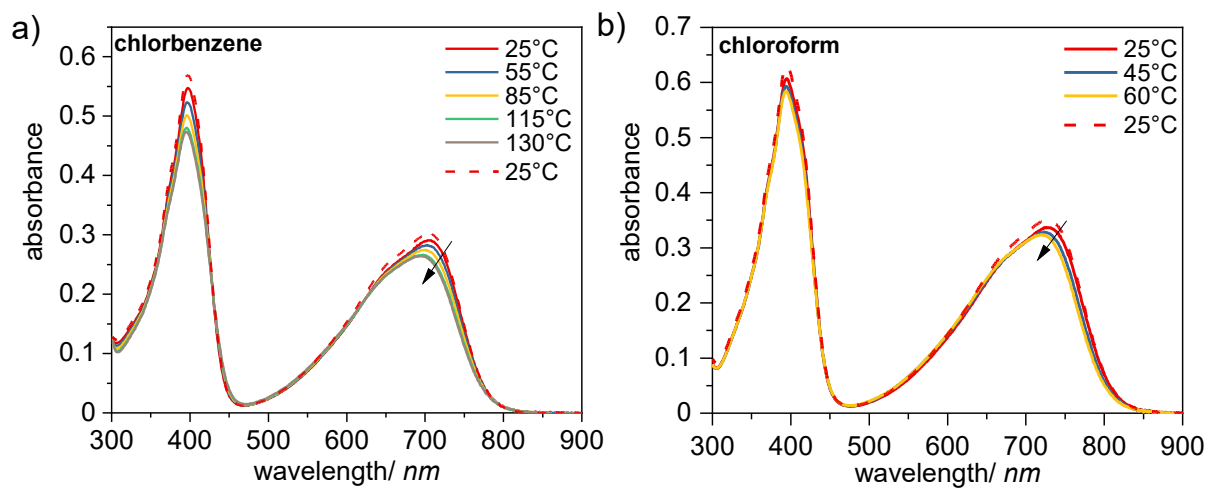 a)
chlorbenzene
25°C
55°C
85°C
115°C
130°C
25°C
absorbance
0.6
0.5
0.4
0.3
0.2
0.1
0
300 400 500 600 700 800 900
wavelength/ nm
b)
chloroform
25°C
45°C
60°C
25°C
absorbance
0.7
0.6
0.5
0.4
0.3
0.2
0.1
0
300 400 500 600 700 800 900
wavelength/ nm